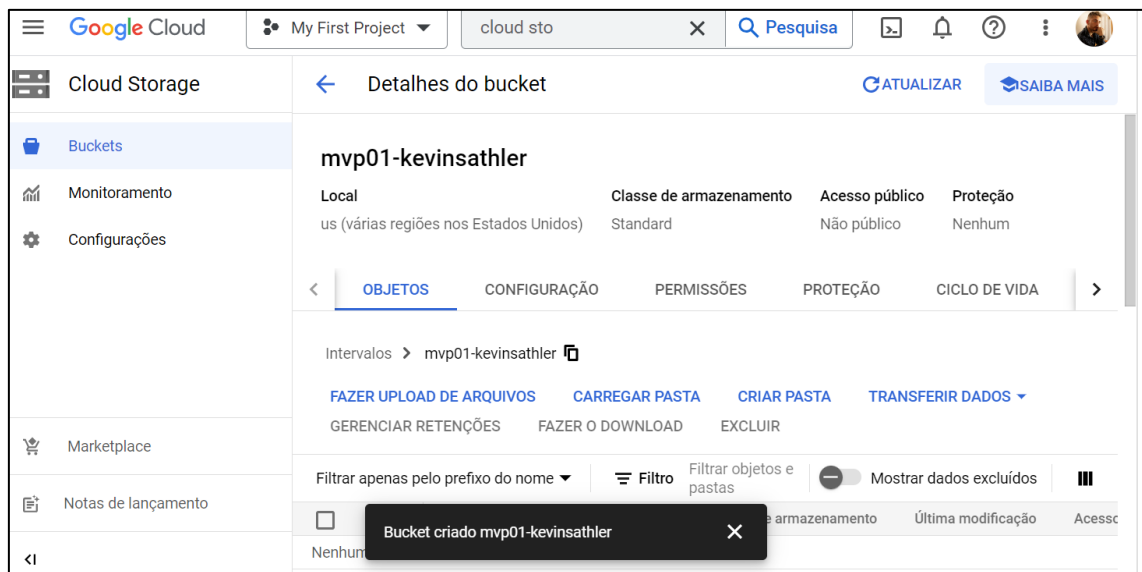 Google Cloud
My First Project
cloud sto
Pesquisa
Cloud Storage
Detalhes do bucket
ATUALIZAR
SAIBA MAIS
Buckets
Monitoramento
Configurações
mvp01-kevinsathler
Local
Classe de armazenamento
Acesso público
Proteção
us (várias regiões nos Estados Unidos)
Standard
Não público
Nenhum
OBJETOS
CONFIGURAÇÃO
PERMISSÕES
PROTEÇÃO
CICLO DE VIDA
Intervalos > mvp01-kevinsathler
FAZER UPLOAD DE ARQUIVOS
CARREGAR PASTA
CRIAR PASTA
TRANSFERIR DADOS
GERENCIAR RETENÇÕES
FAZER O DOWNLOAD
EXCLUIR
Marketplace
Notas de lançamento
Filtrar apenas pelo prefixo do nome
Filtro
Filtrar objetos e
pastas
Mostrar dados excluídos
e armazenamento
Última modificação
Acesso
Bucket criado mvp01-kevinsathler
Nenhum